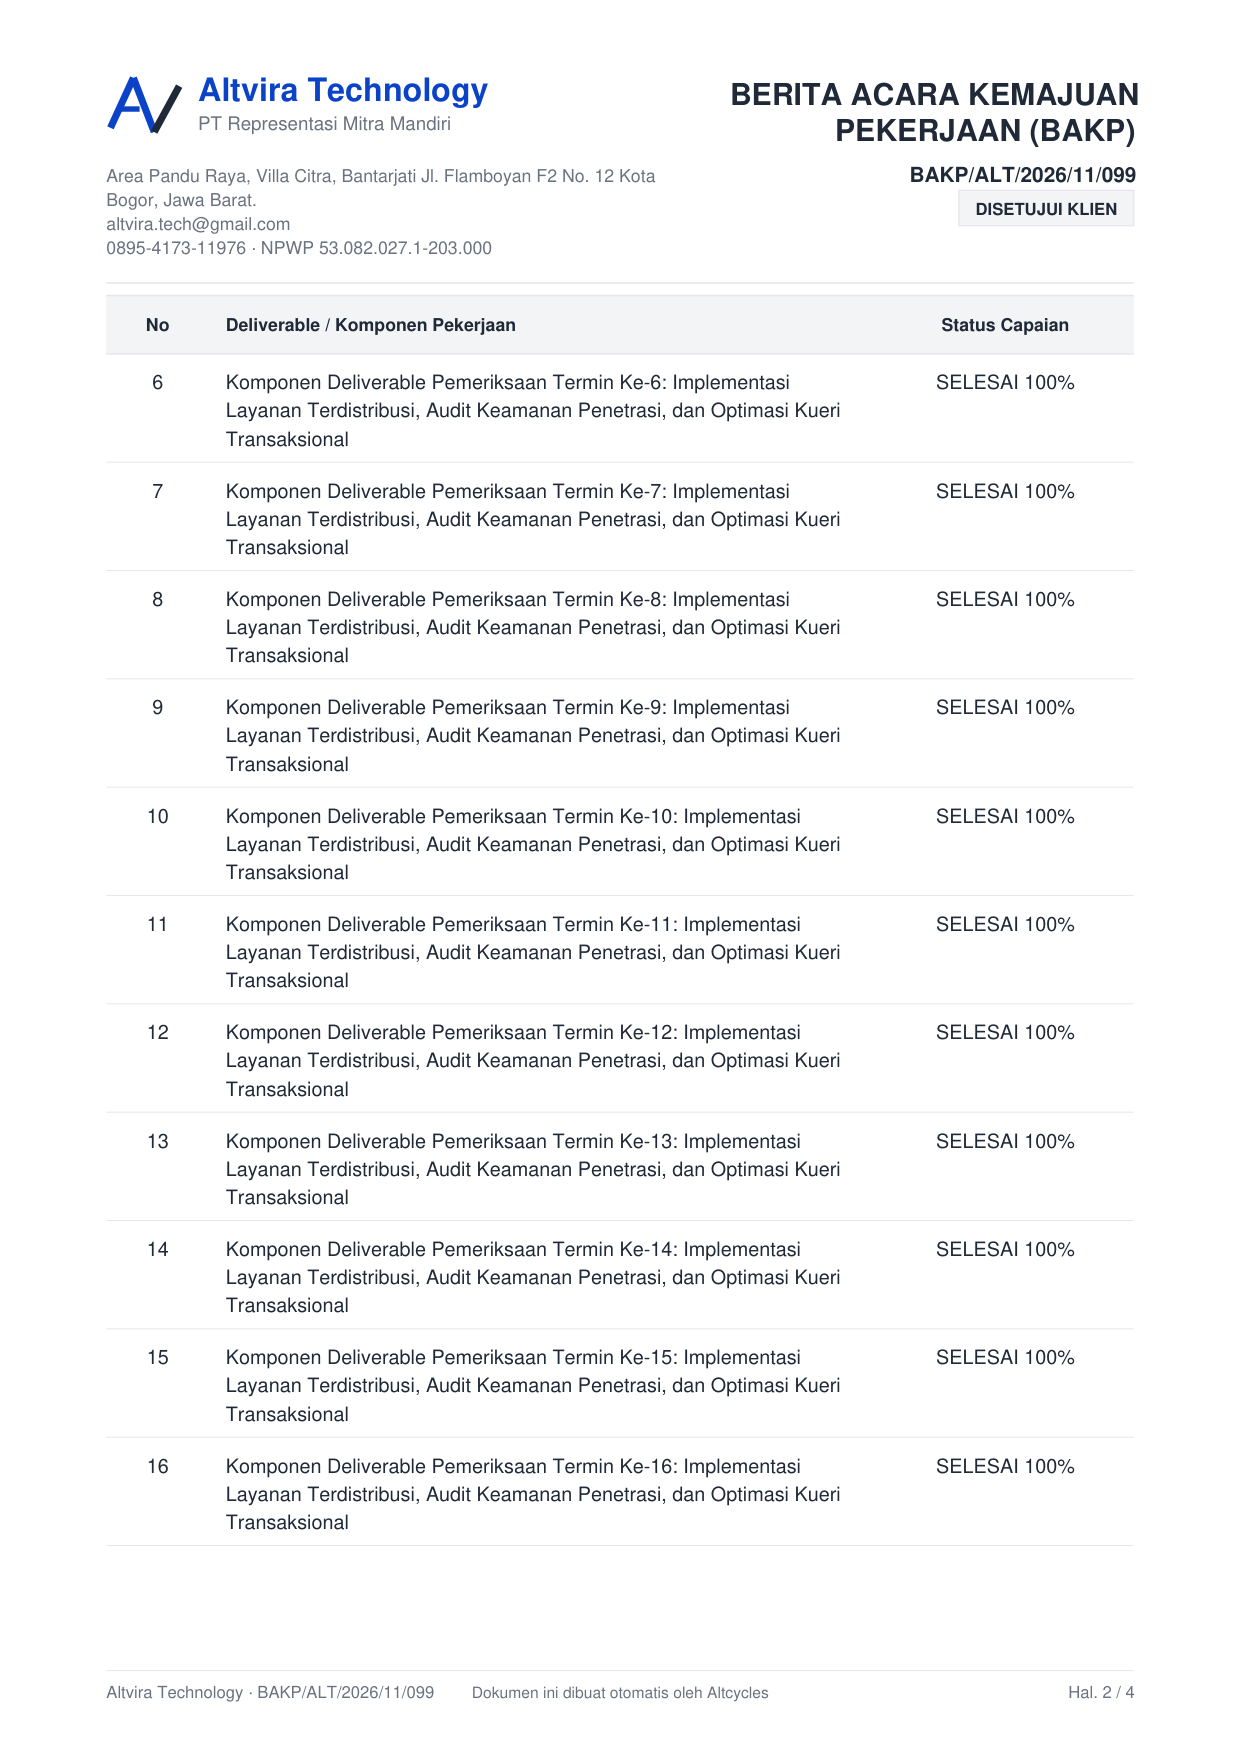 Altvira Technology
PT Representasi Mitra Mandiri
BERITA ACARA KEMAJUAN
PEKERJAAN (BAKP)
Area Pandu Raya, Villa Citra, Bantarjati Jl. Flamboyan F2 No. 12 Kota
Bogor, Jawa Barat.
altvira.tech@gmail.com
0895-4173-11976 · NPWP 53.082.027.1-203.000
BAKP/ALT/2026/11/099
DISETUJUI KLIEN
No Deliverable / Komponen Pekerjaan Status Capaian
6 Komponen Deliverable Pemeriksaan Termin Ke-6: Implementasi SELESAI 100%
Layanan Terdistribusi, Audit Keamanan Penetrasi, dan Optimasi Kueri
Transaksional
7 Komponen Deliverable Pemeriksaan Termin Ke-7: Implementasi SELESAI 100%
Layanan Terdistribusi, Audit Keamanan Penetrasi, dan Optimasi Kueri
Transaksional
8 Komponen Deliverable Pemeriksaan Termin Ke-8: Implementasi SELESAI 100%
Layanan Terdistribusi, Audit Keamanan Penetrasi, dan Optimasi Kueri
Transaksional
9 Komponen Deliverable Pemeriksaan Termin Ke-9: Implementasi SELESAI 100%
Layanan Terdistribusi, Audit Keamanan Penetrasi, dan Optimasi Kueri
Transaksional
10 Komponen Deliverable Pemeriksaan Termin Ke-10: Implementasi SELESAI 100%
Layanan Terdistribusi, Audit Keamanan Penetrasi, dan Optimasi Kueri
Transaksional
11 Komponen Deliverable Pemeriksaan Termin Ke-11: Implementasi SELESAI 100%
Layanan Terdistribusi, Audit Keamanan Penetrasi, dan Optimasi Kueri
Transaksional
12 Komponen Deliverable Pemeriksaan Termin Ke-12: Implementasi SELESAI 100%
Layanan Terdistribusi, Audit Keamanan Penetrasi, dan Optimasi Kueri
Transaksional
13 Komponen Deliverable Pemeriksaan Termin Ke-13: Implementasi SELESAI 100%
Layanan Terdistribusi, Audit Keamanan Penetrasi, dan Optimasi Kueri
Transaksional
14 Komponen Deliverable Pemeriksaan Termin Ke-14: Implementasi SELESAI 100%
Layanan Terdistribusi, Audit Keamanan Penetrasi, dan Optimasi Kueri
Transaksional
15 Komponen Deliverable Pemeriksaan Termin Ke-15: Implementasi SELESAI 100%
Layanan Terdistribusi, Audit Keamanan Penetrasi, dan Optimasi Kueri
Transaksional
16 Komponen Deliverable Pemeriksaan Termin Ke-16: Implementasi SELESAI 100%
Layanan Terdistribusi, Audit Keamanan Penetrasi, dan Optimasi Kueri
Transaksional
Altvira Technology · BAKP/ALT/2026/11/099 Dokumen ini dibuat otomatis oleh Altcycles Hal. 2 / 4